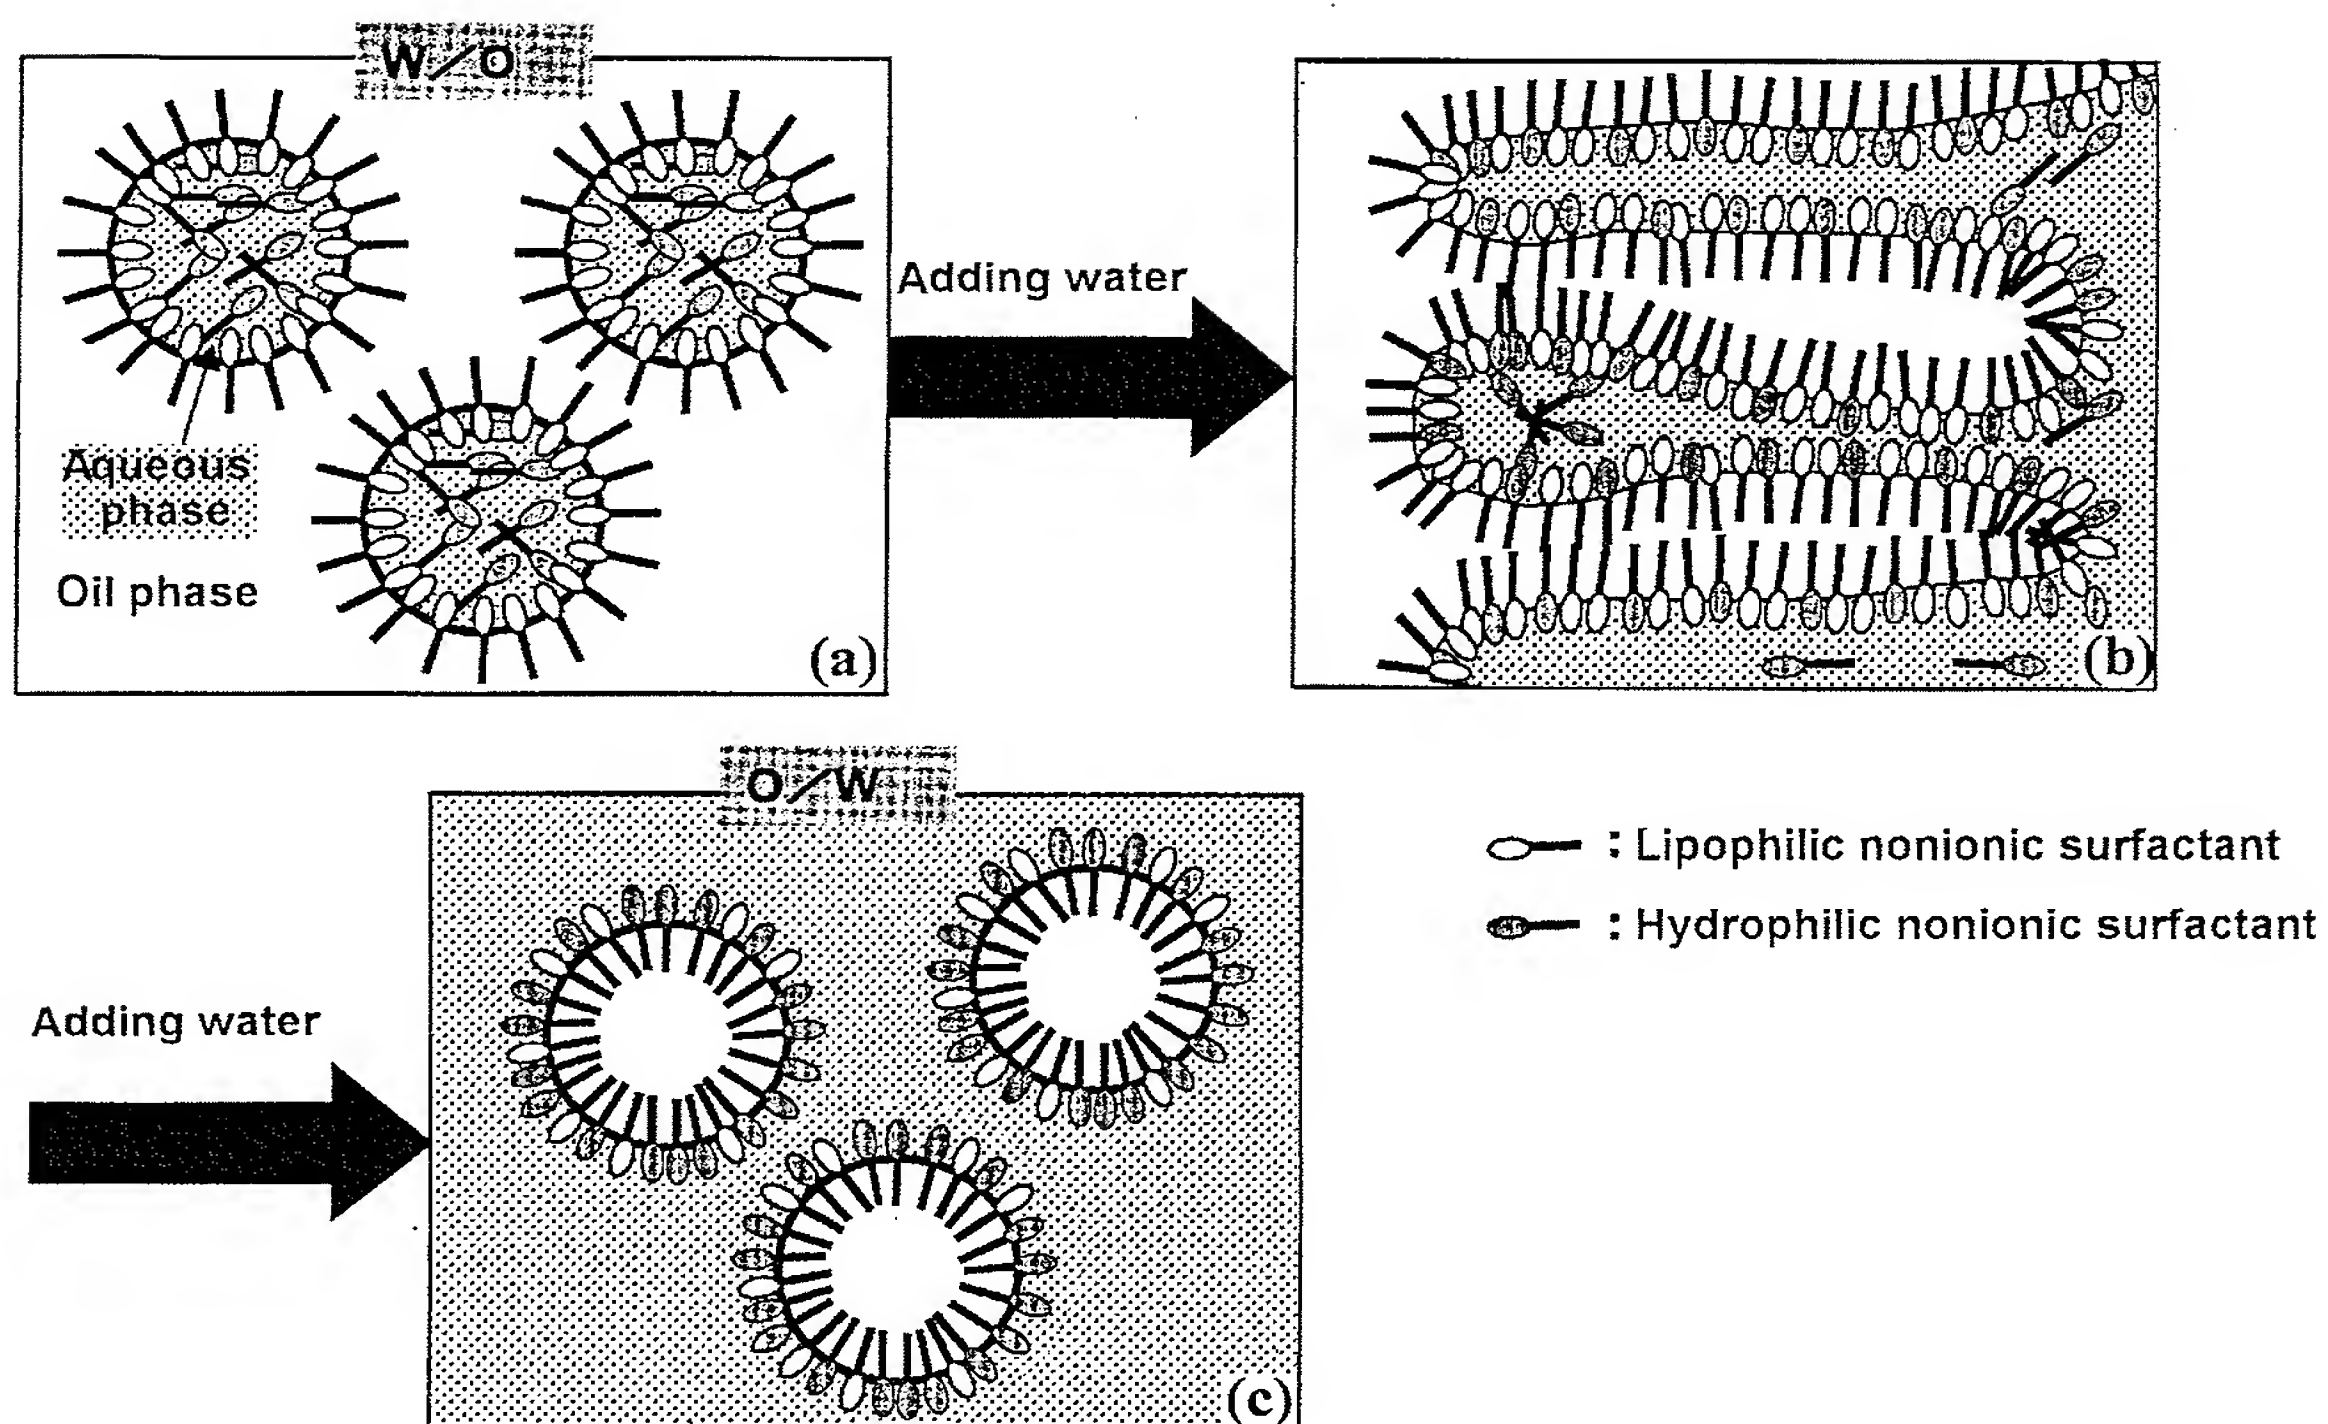 W/O
Adding water
Aqueous
phase
Oil phase
(a)
(b)
O/W
: Lipophilic nonionic surfactant
: Hydrophilic nonionic surfactant
Adding water
(c)